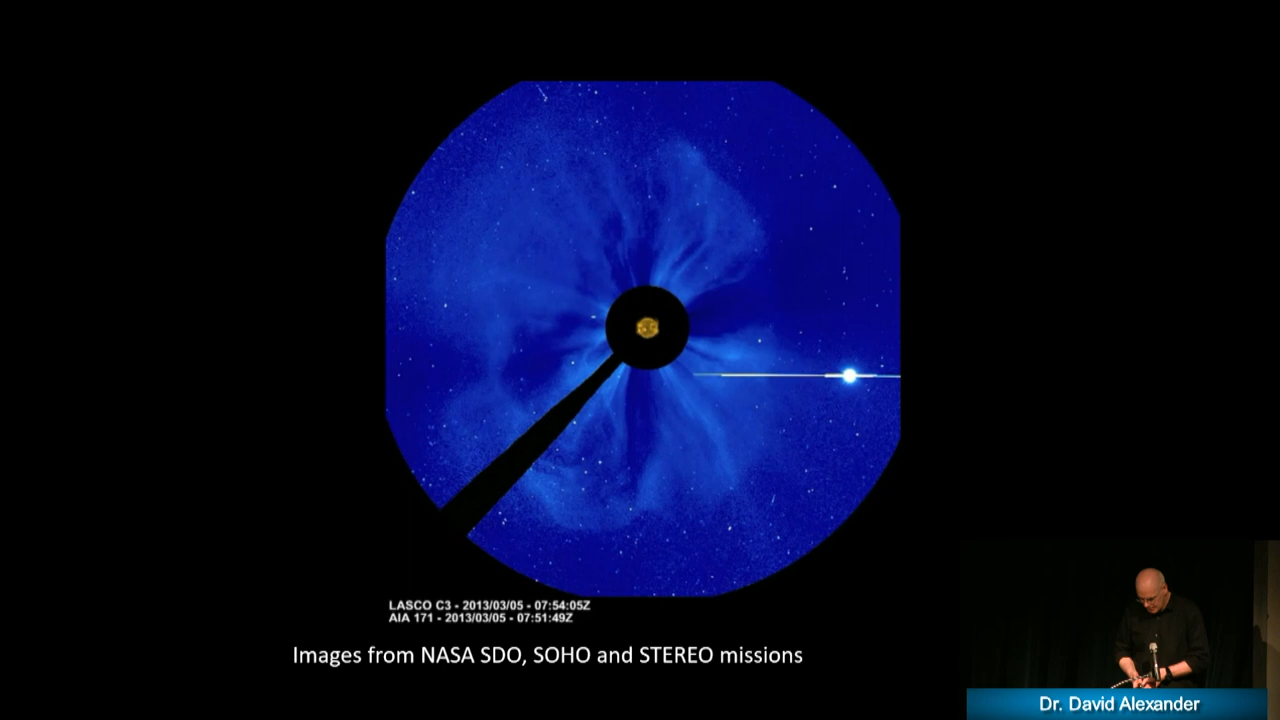 LASCO C3 - 2013/03/05 - 07:54:05Z
AIA 171 - 2013/03/05 - 07:51:49Z
Images from NASA SDO, SOHO and STEREO missions
Dr. David Alexander